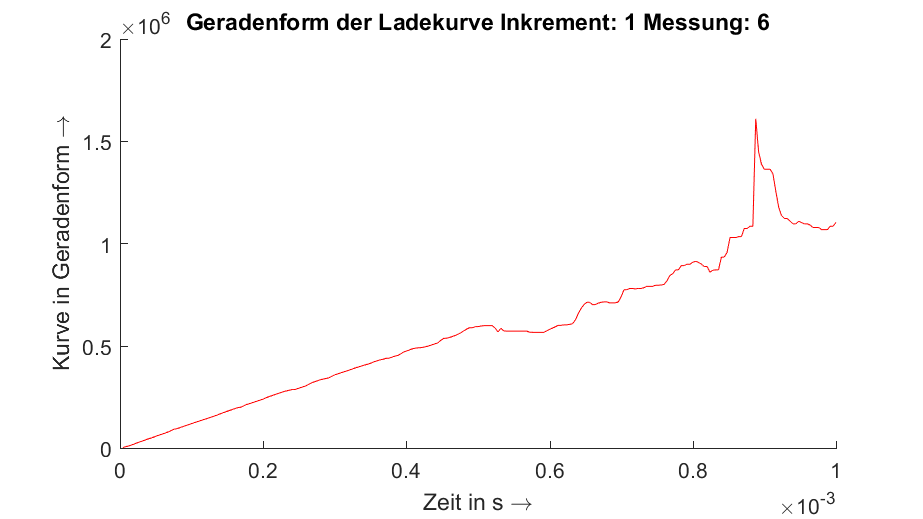 Geradenform der Ladekurve Inkrement: 1 Messung: 6
×10^6
2
1.5
1
0.5
0
Kurve in Geradenform →
0 0.2 0.4 0.6 0.8 1
Zeit in s →
×10^-3